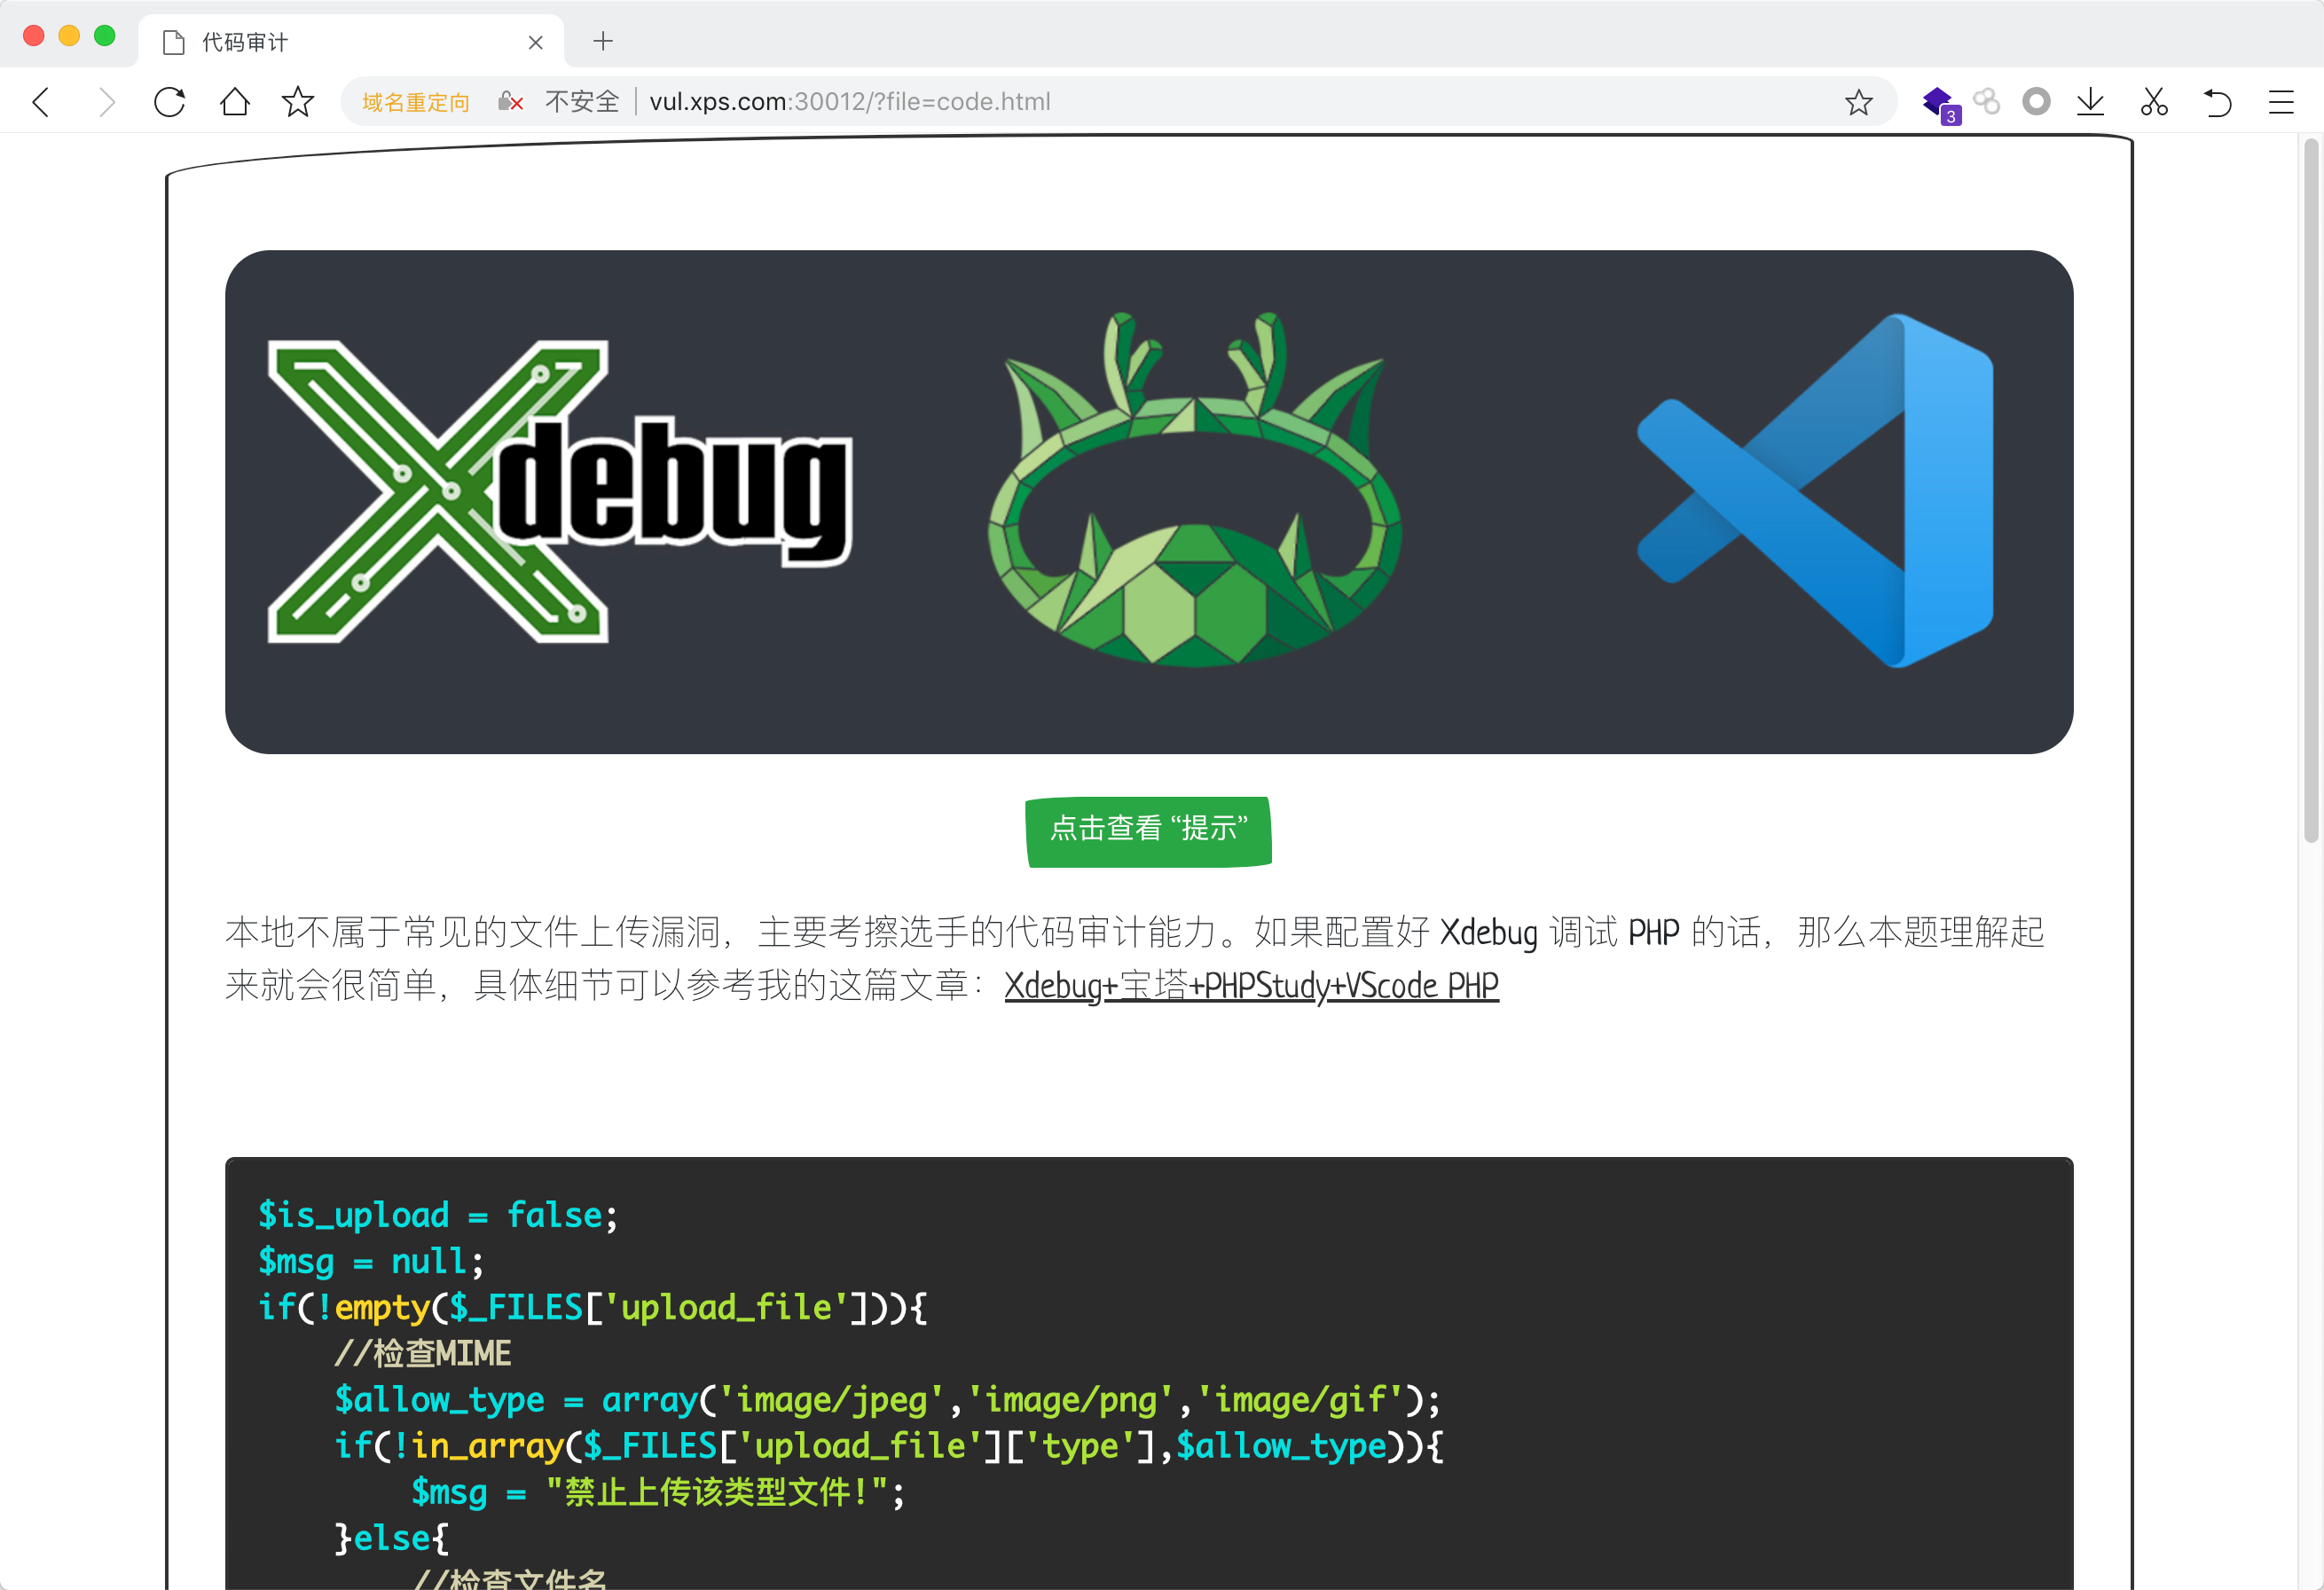 代码审计
域名重定向 不安全 vul.xps.com:30012/?file=code.html
3
Xdebug
点击查看 “提示”
本地不属于常见的文件上传漏洞，主要考擦选手的代码审计能力。如果配置好 Xdebug 调试 PHP 的话，那么本题理解起
来就会很简单，具体细节可以参考我的这篇文章：Xdebug+宝塔+PHPStudy+VScode PHP
$is_upload = false;
$msg = null;
if(!empty($_FILES['upload_file'])){
    //检查MIME
    $allow_type = array('image/jpeg','image/png','image/gif');
    if(!in_array($_FILES['upload_file']['type'],$allow_type)){
        $msg = "禁止上传该类型文件!";
    }else{
        //检查文件名